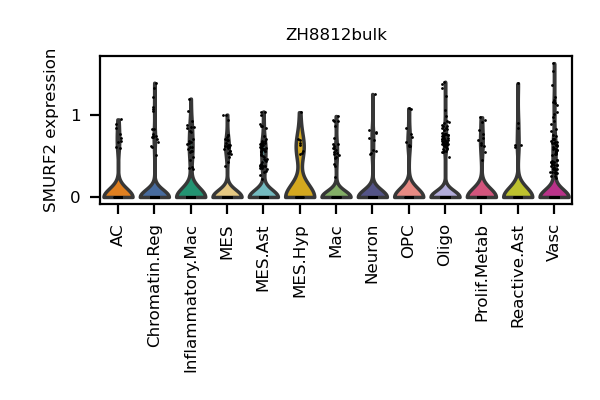 ZH8812bulk
SMURF2 expression
1
0
AC
Chromatin.Reg
Inflammatory.Mac
MES
MES.Ast
MES.Hyp
Mac
Neuron
OPC
Oligo
Prolif.Metab
Reactive.Ast
Vasc